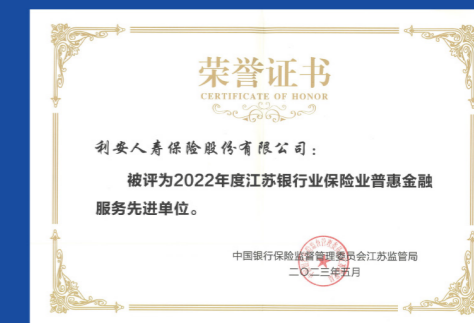 荣誉证书
CERTIFICATE OF HONOR
利安人寿保险股份有限公司：
被评为2022年度江苏银行业保险业普惠金融
服务先进单位。
中国银行保险监督管理委员会江苏监管局
二〇二三年五月